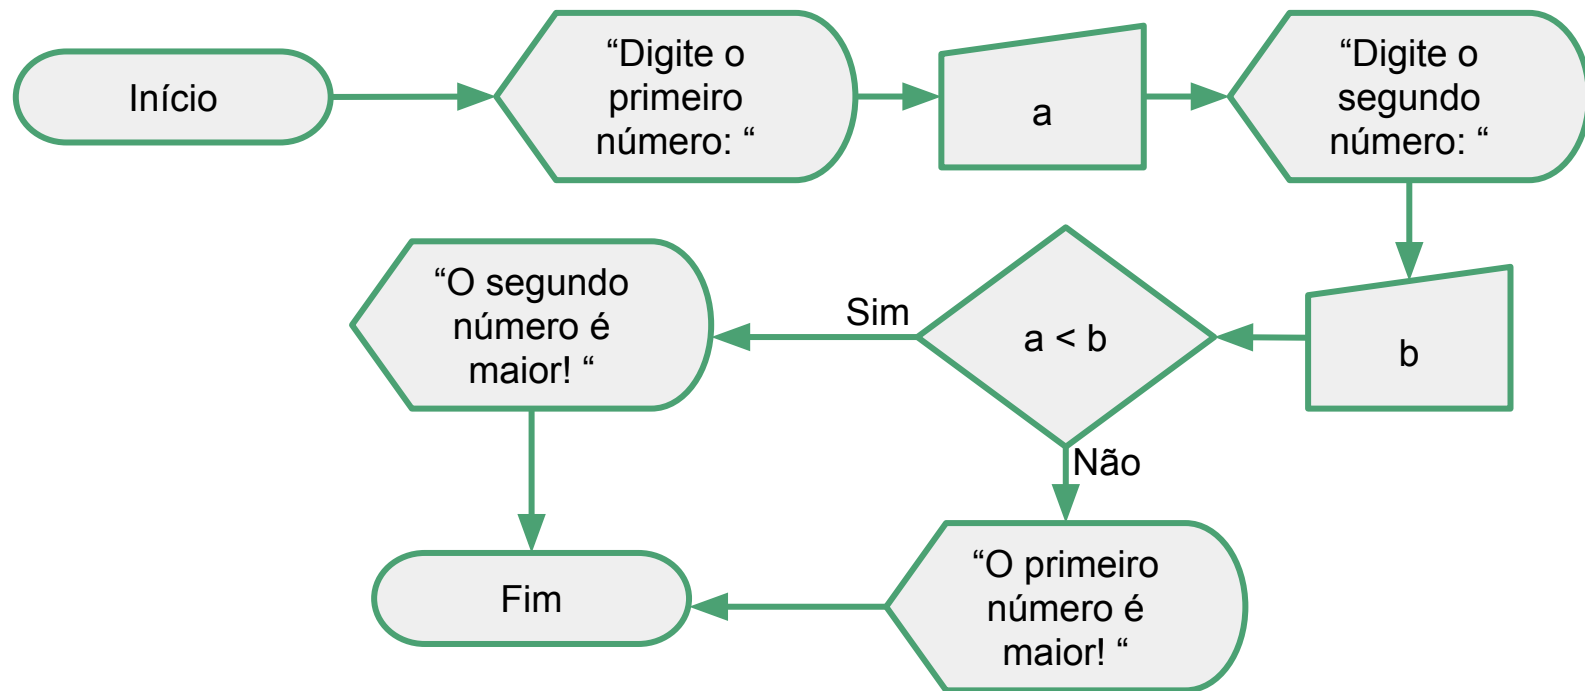 Início
“Digite o
primeiro
número: “
a
“Digite o
segundo
número: “
b
a < b
Sim
“O segundo
número é
maior! “
Não
“O primeiro
número é
maior! “
Fim